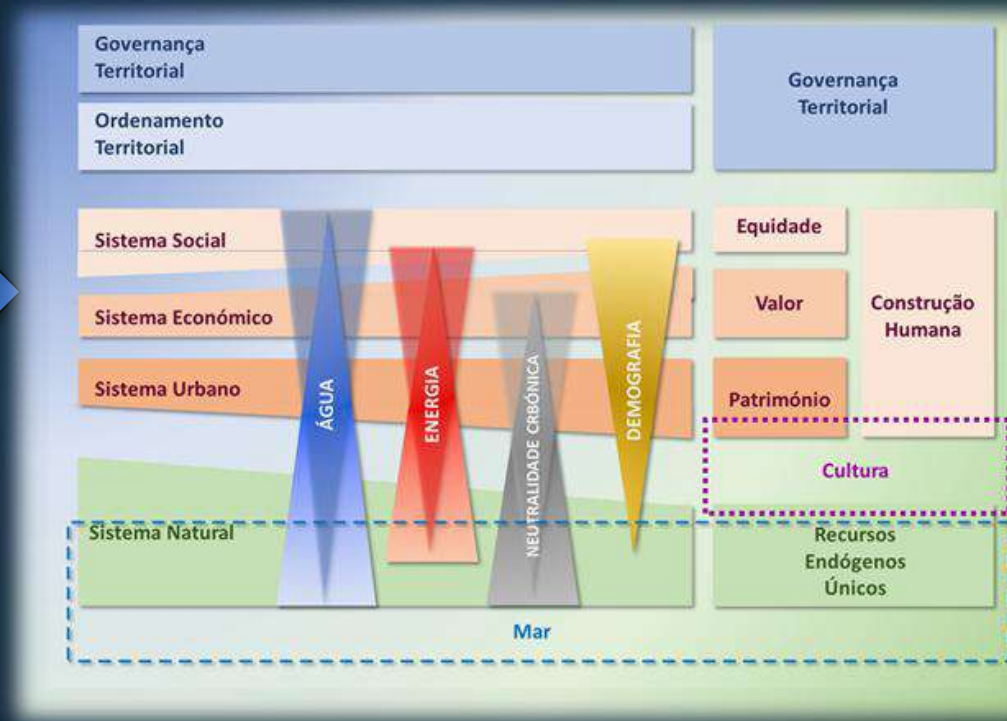 Governança
Territorial
Governança
Territorial
Ordenamento
Territorial
Sistema Social
Equidade
Sistema Económico
Valor
Construção
Humana
Sistema Urbano
Património
ÁGUA
ENERGIA
NEUTRALIDADE CRBÓNICA
DEMOGRAFIA
Cultura
Sistema Natural
Recursos
Endógenos
Únicos
Mar